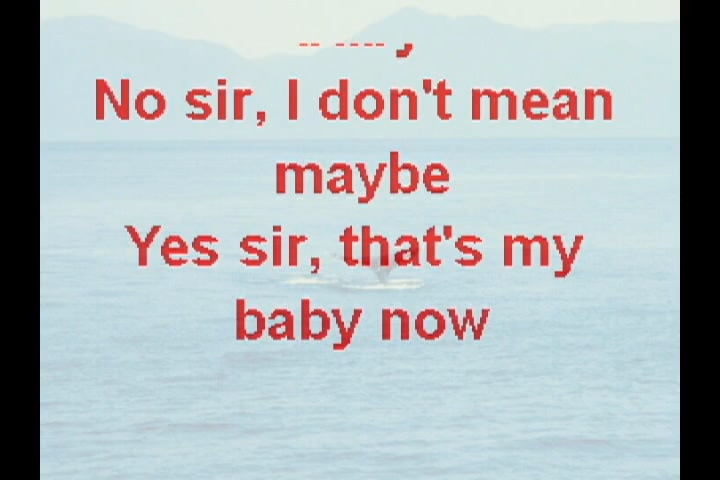 No sir, I don't mean
maybe
Yes sir, that's my
baby now